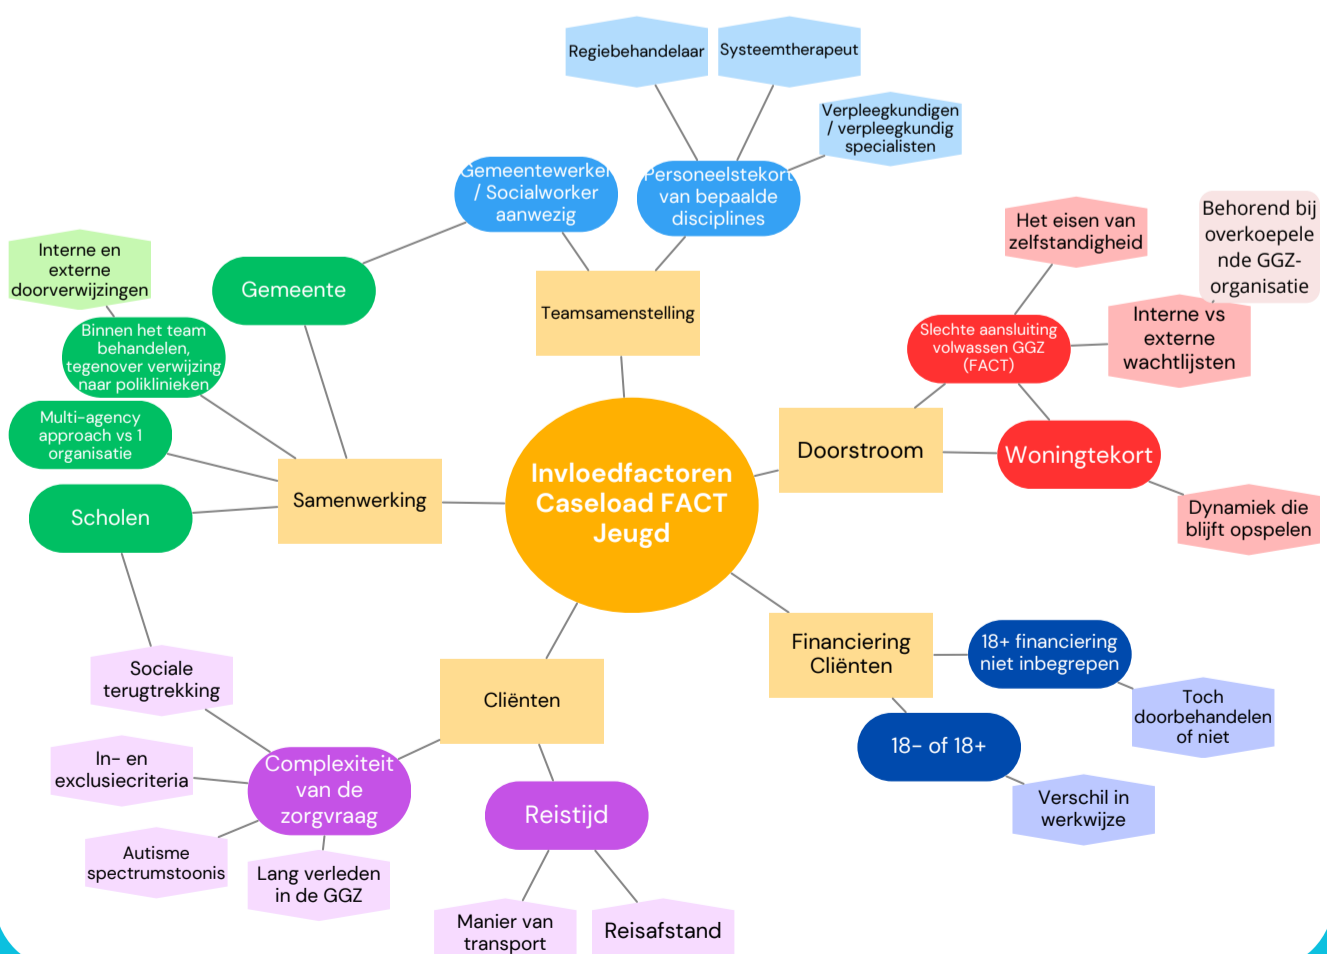 Regiebehandelaar
Systeemtherapeut
Verpleegkundigen
/ verpleegkundig
specialisten
Gemeentewerker
/ Socialworker
aanwezig
Personeelstekort
van bepaalde
disciplines
Teamsamenstelling
Interne en
externe
doorverwijzingen
Gemeente
Binnen het team
behandelen,
tegenover verwijzing
naar poliklinieken
Multi-agency
approach vs 1
organisatie
Samenwerking
Scholen
Invloedfactoren
Caseload FACT
Jeugd
Het eisen van
zelfstandigheid
Behorend bij
overkoepele
nde GGZ-
organisatie
Slechte aansluiting
volwassen GGZ
(FACT)
Interne vs
externe
wachtlijsten
Doorstroom
Woningtekort
Dynamiek die
blijft opspelen
Financiering
Cliënten
18+ financiering
niet inbegrepen
Toch
doorbehandelen
of niet
18- of 18+
Verschil in
werkwijze
Cliënten
Sociale
terugtrekking
In- en
exclusiecriteria
Complexiteit
van de
zorgvraag
Autisme
spectrumstoonis
Lang verleden
in de GGZ
Reistijd
Manier van
transport
Reisafstand